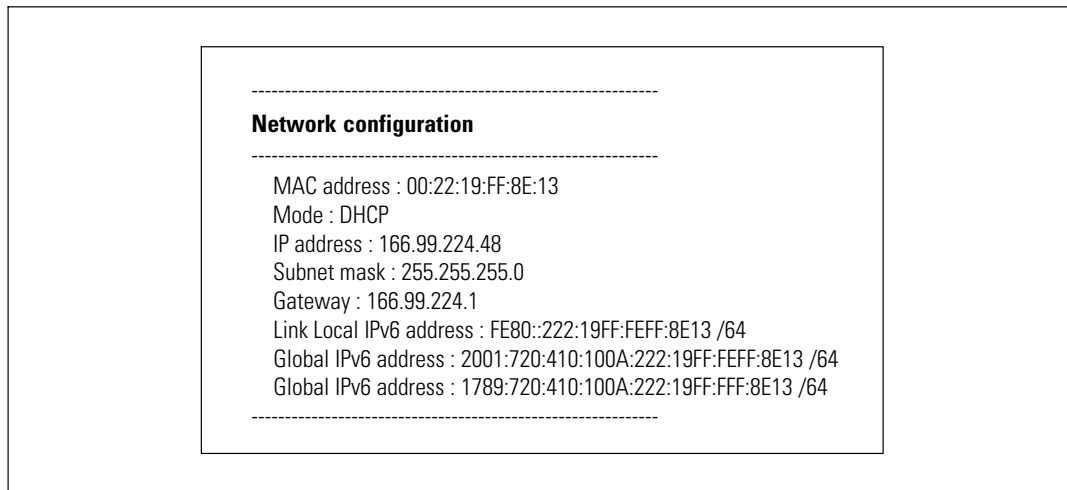 ------------------------------------------------------------
Network configuration
------------------------------------------------------------
MAC address : 00:22:19:FF:8E:13
Mode : DHCP
IP address : 166.99.224.48
Subnet mask : 255.255.255.0
Gateway : 166.99.224.1
Link Local IPv6 address : FE80::222:19FF:FEFF:8E13 /64
Global IPv6 address : 2001:720:410:100A:222:19FF:FEFF:8E13 /64
Global IPv6 address : 1789:720:410:100A:222:19FF:FFF:8E13 /64
------------------------------------------------------------